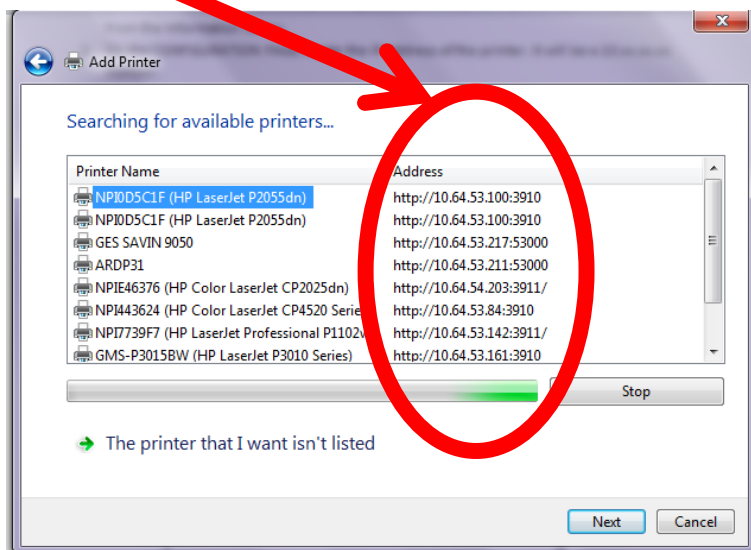 Add Printer
Searching for available printers...
Printer Name Address
NPI0D5C1F (HP LaserJet P2055dn) http://10.64.53.100:3910
NPI0D5C1F (HP LaserJet P2055dn) http://10.64.53.100:3910
GES SAVIN 9050 http://10.64.53.217:53000
ARDP31 http://10.64.53.211:53000
NPIE46376 (HP Color LaserJet CP2025dn) http://10.64.54.203:3911/
NPI443624 (HP Color LaserJet CP4520 Serie http://10.64.53.84:3910
NPI7739F7 (HP LaserJet Professional P1102w http://10.64.53.142:3911/
GMS-P3015BW (HP LaserJet P3010 Series) http://10.64.53.161:3910
Stop
The printer that I want isn't listed
Next Cancel